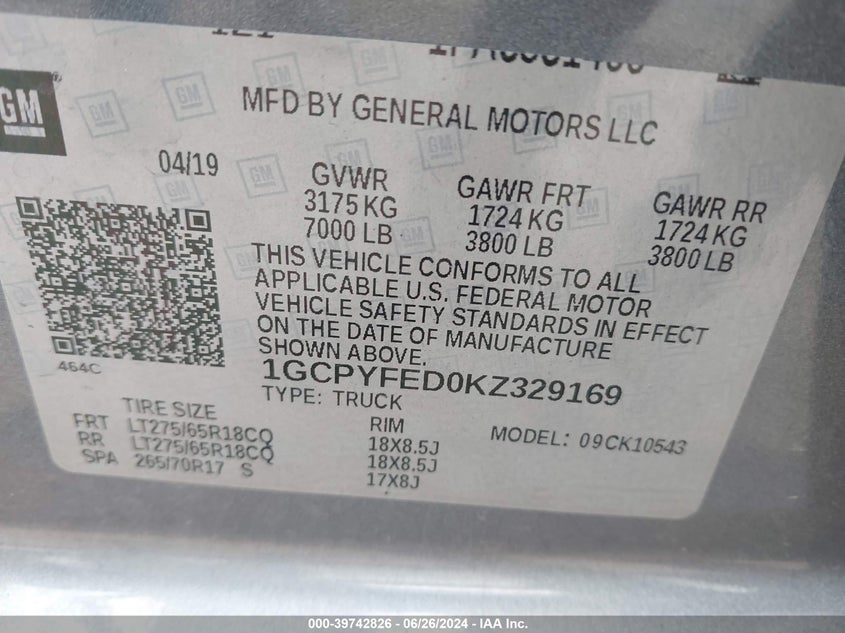 GM
MFD BY GENERAL MOTORS LLC
04/19
GVWR
3175 KG
7000 LB
GAWR FRT
1724 KG
3800 LB
GAWR RR
1724 KG
3800 LB
THIS VEHICLE CONFORMS TO ALL
APPLICABLE U.S. FEDERAL MOTOR
VEHICLE SAFETY STANDARDS IN EFFECT
ON THE DATE OF MANUFACTURE
SHOWN ABOVE.
464C
1GCPYFED0KZ329169
TYPE: TRUCK
MODEL: 09CK10543
TIRE SIZE RIM
FRT LT275/65R18CQ 18X8.5J
RR LT275/65R18CQ 18X8.5J
SPA 265/70R17 S 17X8J
000-39742826 / 06/26/2024 - IAA Inc.